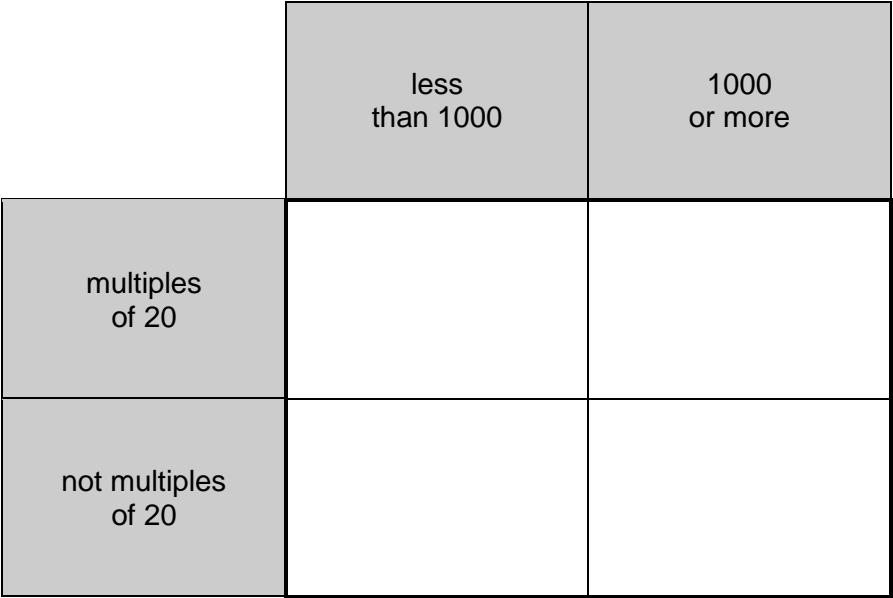 less
than 1000
1000
or more
multiples
of 20
not multiples
of 20